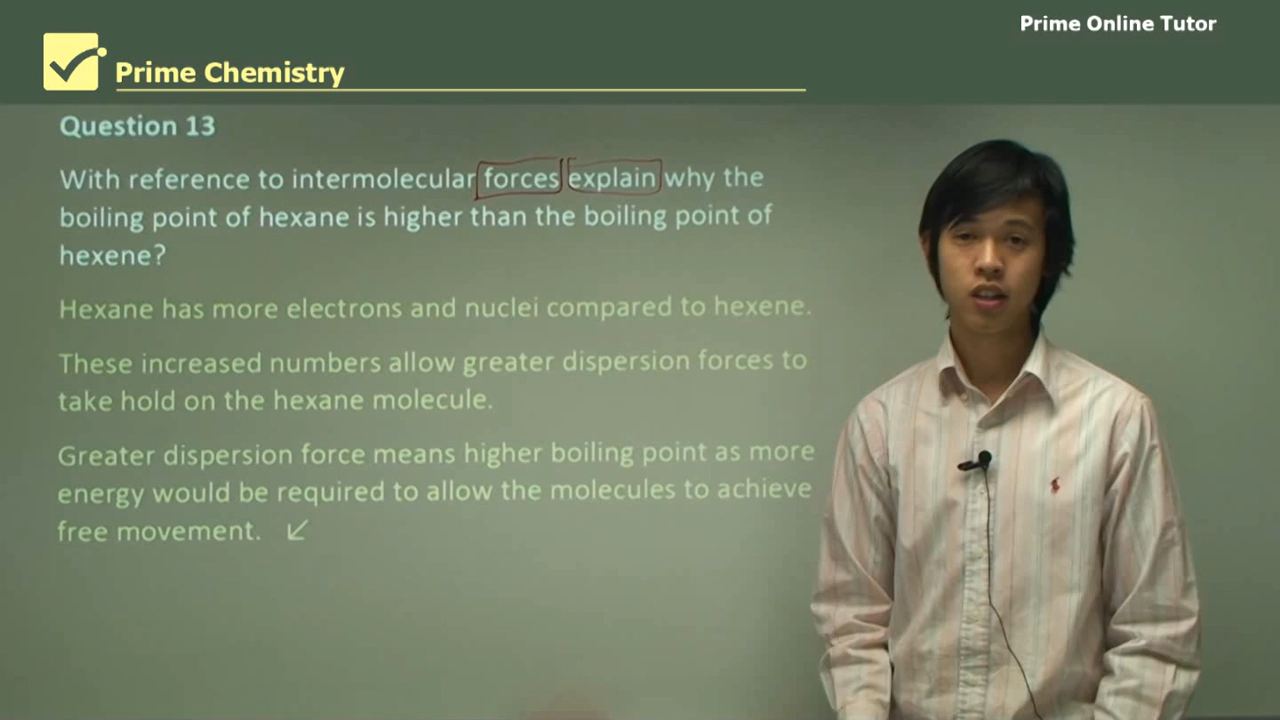 Prime Online Tutor
Prime Chemistry
Question 13
With reference to intermolecular forces explain why the
boiling point of hexane is higher than the boiling point of
hexene?
Hexane has more electrons and nuclei compared to hexene.
These increased numbers allow greater dispersion forces to
take hold on the hexane molecule.
Greater dispersion force means higher boiling point as more
energy would be required to allow the molecules to achieve
free movement.